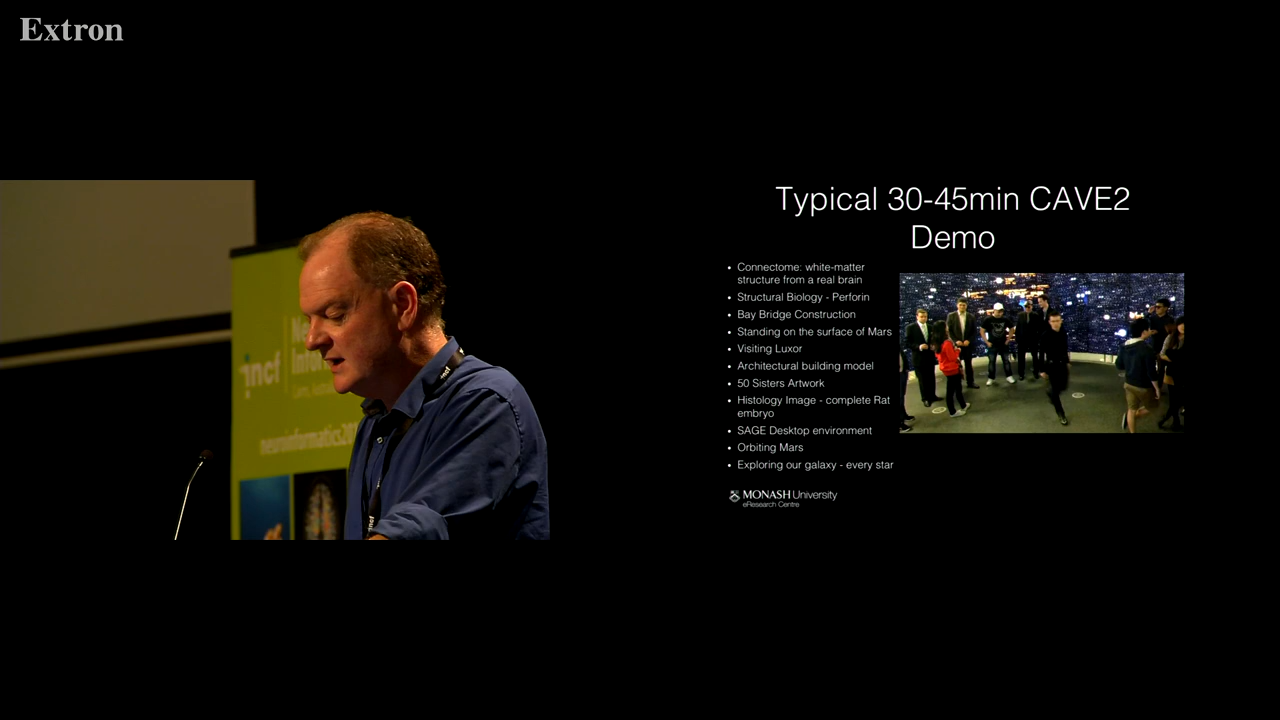 Extron
Typical 30-45min CAVE2
Demo
• Connectome: white-matter
structure from a real brain
• Structural Biology - Perforin
• Bay Bridge Construction
• Standing on the surface of Mars
• Visiting Luxor
• Architectural building model
• 50 Sisters Artwork
• Histology Image - complete Rat
embryo
• SAGE Desktop environment
• Orbiting Mars
• Exploring our galaxy - every star
MONASH University
eResearch Centre
incf
neuroinformatics20
incf
incf